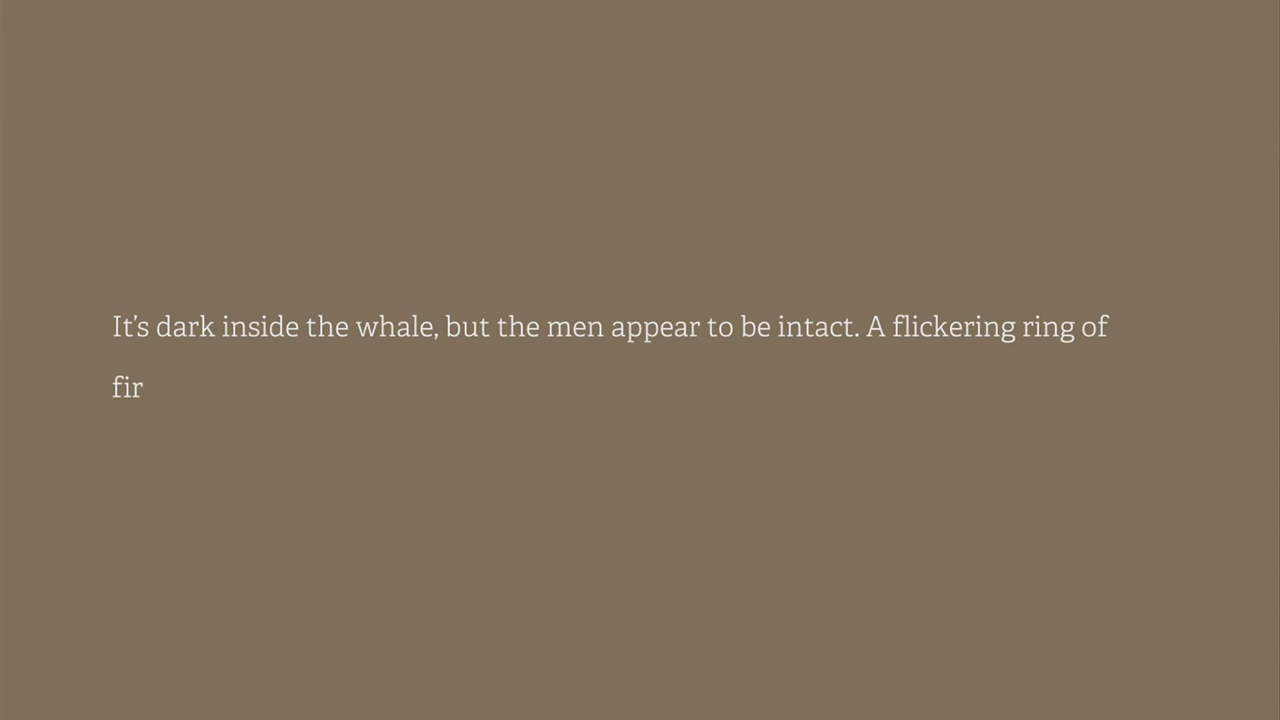 It’s dark inside the whale, but the men appear to be intact. A flickering ring of
fir